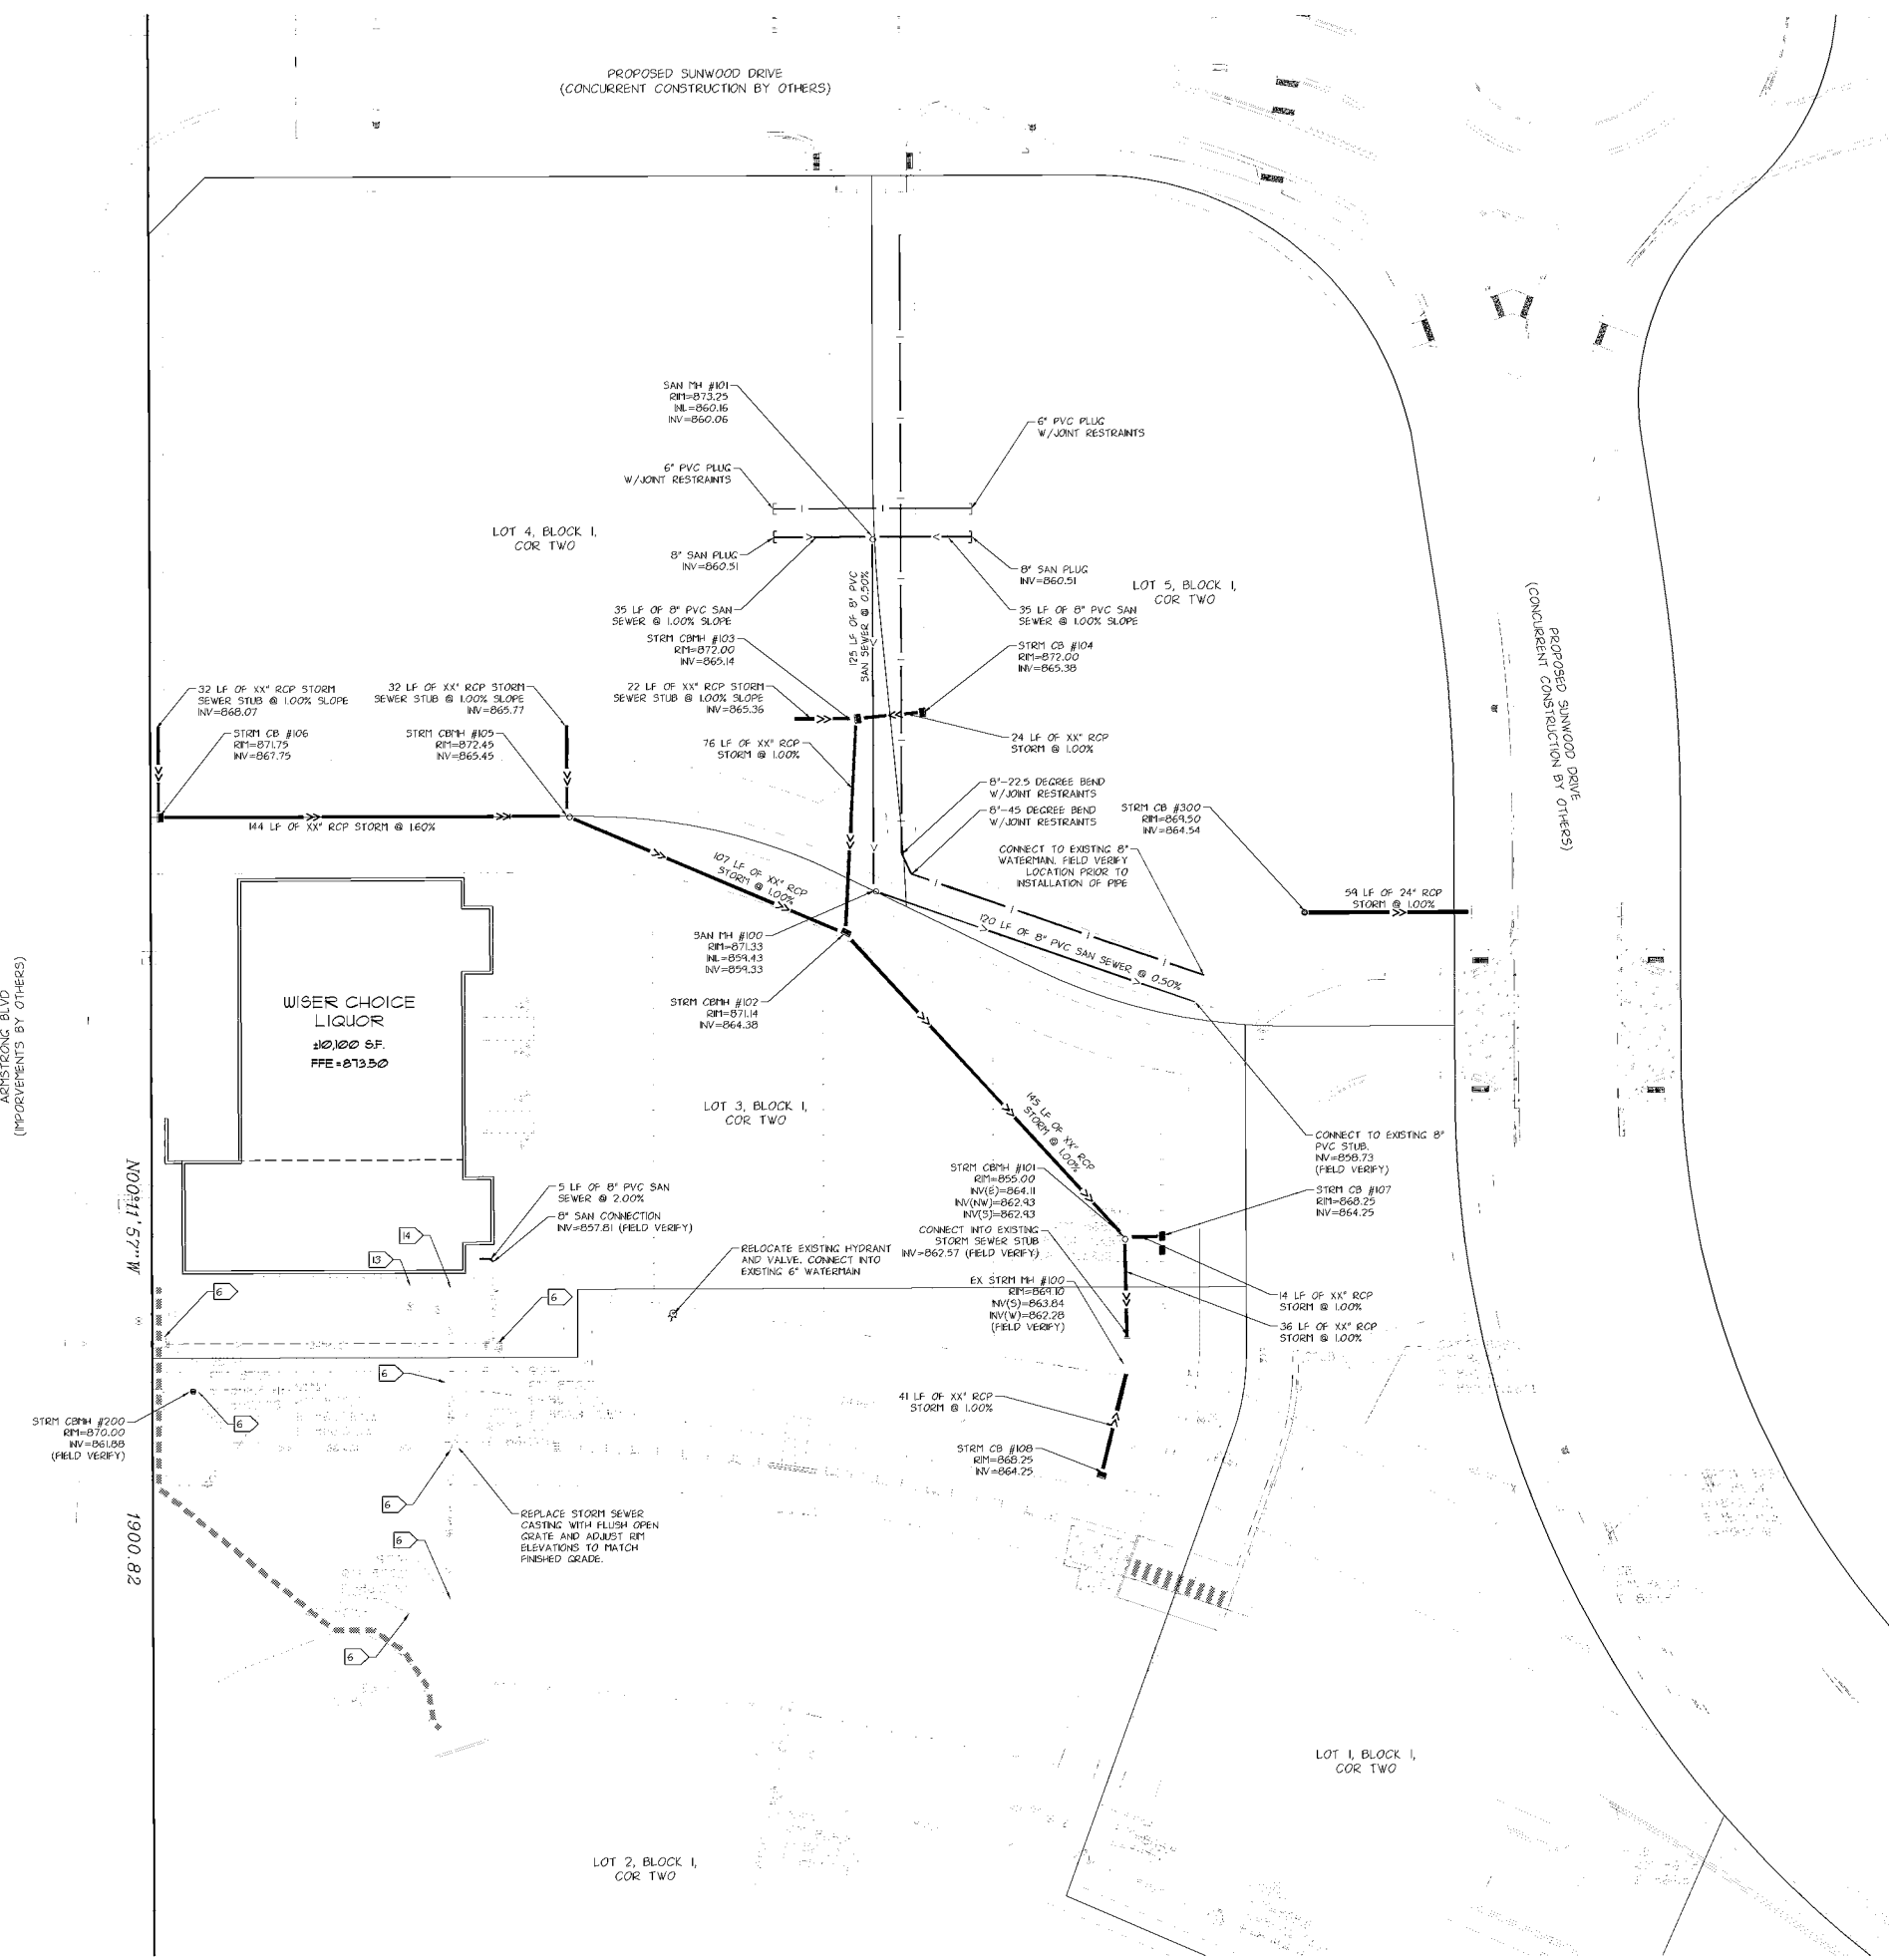 PROPOSED SUNWOOD DRIVE
(CONCURRENT CONSTRUCTION BY OTHERS)
SAN MH #101
RIM=873.25
INL=860.16
INV=860.06
6" PVC PLUG
W/JOINT RESTRAINTS
6" PVC PLUG
W/JOINT RESTRAINTS
LOT 4, BLOCK 1,
COR TWO
8" SAN PLUG
INV=860.51
8" SAN PLUG
INV=860.51
LOT 5, BLOCK 1,
COR TWO
125 LF OF 8" PVC
SAN SEWER @ 0.50%
35 LF OF 8" PVC SAN
SEWER @ 1.00% SLOPE
35 LF OF 8" PVC SAN
SEWER @ 1.00% SLOPE
STRM CBMH #103
RIM=872.00
INV=865.14
STRM CB #104
RIM=872.00
INV=865.38
PROPOSED SUNWOOD DRIVE
(CONCURRENT CONSTRUCTION BY OTHERS)
32 LF OF XX" RCP STORM
SEWER STUB @ 1.00% SLOPE
INV=868.07
32 LF OF XX" RCP STORM
SEWER STUB @ 1.00% SLOPE
INV=865.77
22 LF OF XX" RCP STORM
SEWER STUB @ 1.00% SLOPE
INV=865.36
STRM CB #106
RIM=871.75
INV=867.75
STRM CBMH #105
RIM=872.45
INV=865.45
76 LF OF XX" RCP
STORM @ 1.00%
24 LF OF XX" RCP
STORM @ 1.00%
8"-22.5 DEGREE BEND
W/JOINT RESTRAINTS
8"-45 DEGREE BEND
W/JOINT RESTRAINTS
STRM CB #300
RIM=869.50
INV=864.54
144 LF OF XX" RCP STORM @ 1.60%
107 LF OF XX" RCP
STORM @ 1.00%
CONNECT TO EXISTING 8"
WATERMAIN. FIELD VERIFY
LOCATION PRIOR TO
INSTALLATION OF PIPE
59 LF OF 24" RCP
STORM @ 1.00%
SAN MH #100
RIM=871.33
INL=859.43
INV=859.33
120 LF OF 8" PVC SAN SEWER @ 0.50%
ARMSTRONG BLVD
(IMPORVEMENTS BY OTHERS)
WISER CHOICE
LIQUOR
±10,100 S.F.
FFE=873.50
STRM CBMH #102
RIM=871.14
INV=864.38
LOT 3, BLOCK 1,
COR TWO
145 LF OF XX" RCP
STORM @ 1.00%
CONNECT TO EXISTING 8"
PVC STUB.
INV=858.73
(FIELD VERIFY)
N00°11'57"W
STRM CBMH #101
RIM=855.00
INV(E)=864.11
INV(NW)=862.93
INV(S)=862.93
STRM CB #107
RIM=868.25
INV=864.25
5 LF OF 8" PVC SAN
SEWER @ 2.00%
8" SAN CONNECTION
INV=857.81 (FIELD VERIFY)
CONNECT INTO EXISTING
STORM SEWER STUB
INV=862.57 (FIELD VERIFY)
14
13
RELOCATE EXISTING HYDRANT
AND VALVE. CONNECT INTO
EXISTING 6" WATERMAIN
6
6
EX STRM MH #100
RIM=869.10
INV(S)=863.84
INV(W)=862.28
(FIELD VERIFY)
14 LF OF XX" RCP
STORM @ 1.00%
36 LF OF XX" RCP
STORM @ 1.00%
6
41 LF OF XX" RCP
STORM @ 1.00%
STRM CBMH #200
RIM=870.00
INV=861.88
(FIELD VERIFY)
6
STRM CB #108
RIM=868.25
INV=864.25
6
REPLACE STORM SEWER
CASTING WITH FLUSH OPEN
GRATE AND ADJUST RIM
ELEVATIONS TO MATCH
FINISHED GRADE.
1900.82
6
6
LOT 1, BLOCK 1,
COR TWO
LOT 2, BLOCK 1,
COR TWO